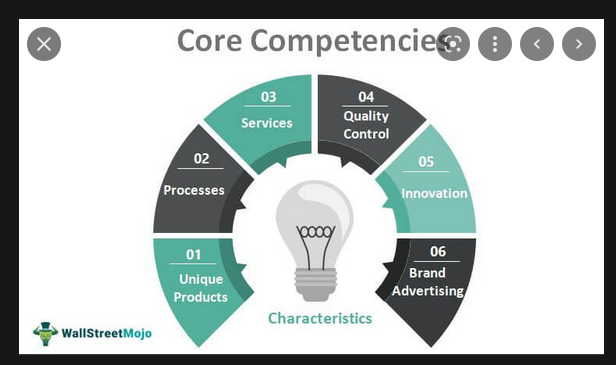 Core Competencies
01
Unique
Products
02
Processes
03
Services
04
Quality
Control
05
Innovation
06
Brand
Advertising
Characteristics
WallStreetMojo